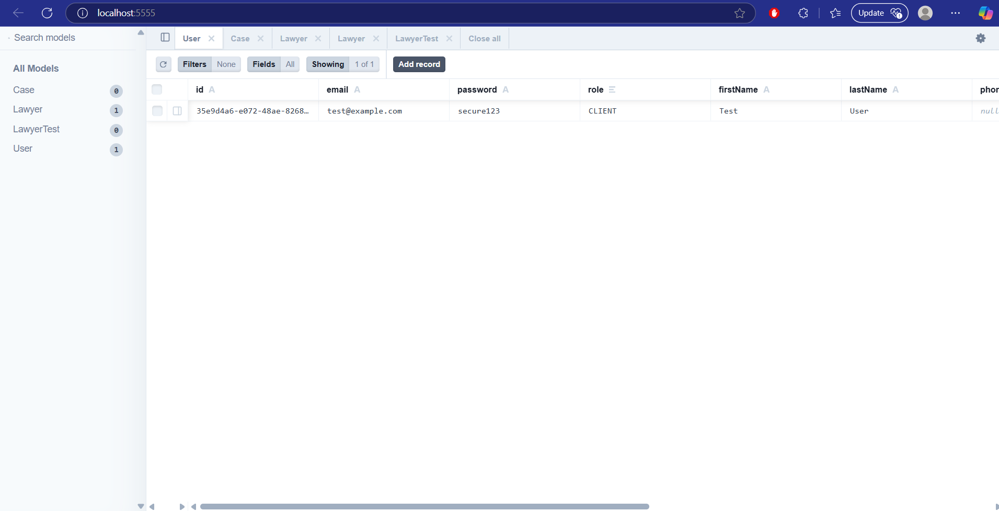 localhost:5555
Update
Search models
User
Case
Lawyer
Lawyer
LawyerTest
Close all
Filters None
Fields All
Showing 1 of 1
Add record
All Models
Case 0
Lawyer 1
LawyerTest 0
User 1
id A email A password A role firstName A lastName A phor
35e9d4a6-e072-48ae-8268… test@example.com secure123 CLIENT Test User null